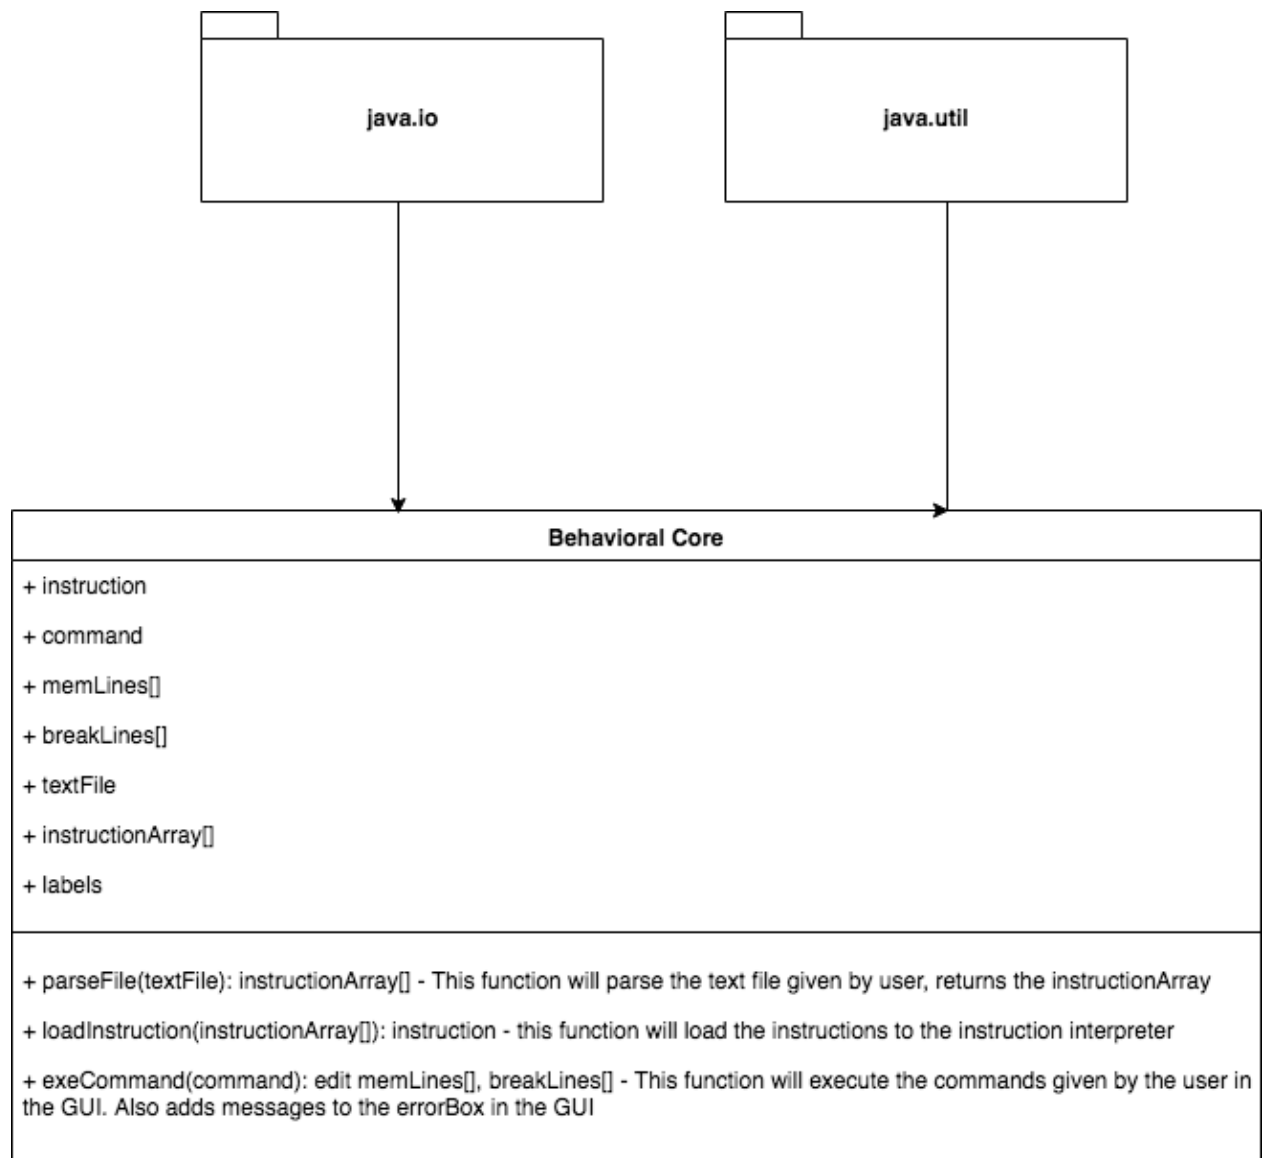 java.io
java.util
Behavioral Core
+ instruction
+ command
+ memLines[]
+ breakLines[]
+ textFile
+ instructionArray[]
+ labels
+ parseFile(textFile): instructionArray[] - This function will parse the text file given by user, returns the instructionArray
+ loadInstruction(instructionArray[]): instruction - this function will load the instructions to the instruction interpreter
+ exeCommand(command): edit memLines[], breakLines[] - This function will execute the commands given by the user in
the GUI. Also adds messages to the errorBox in the GUI